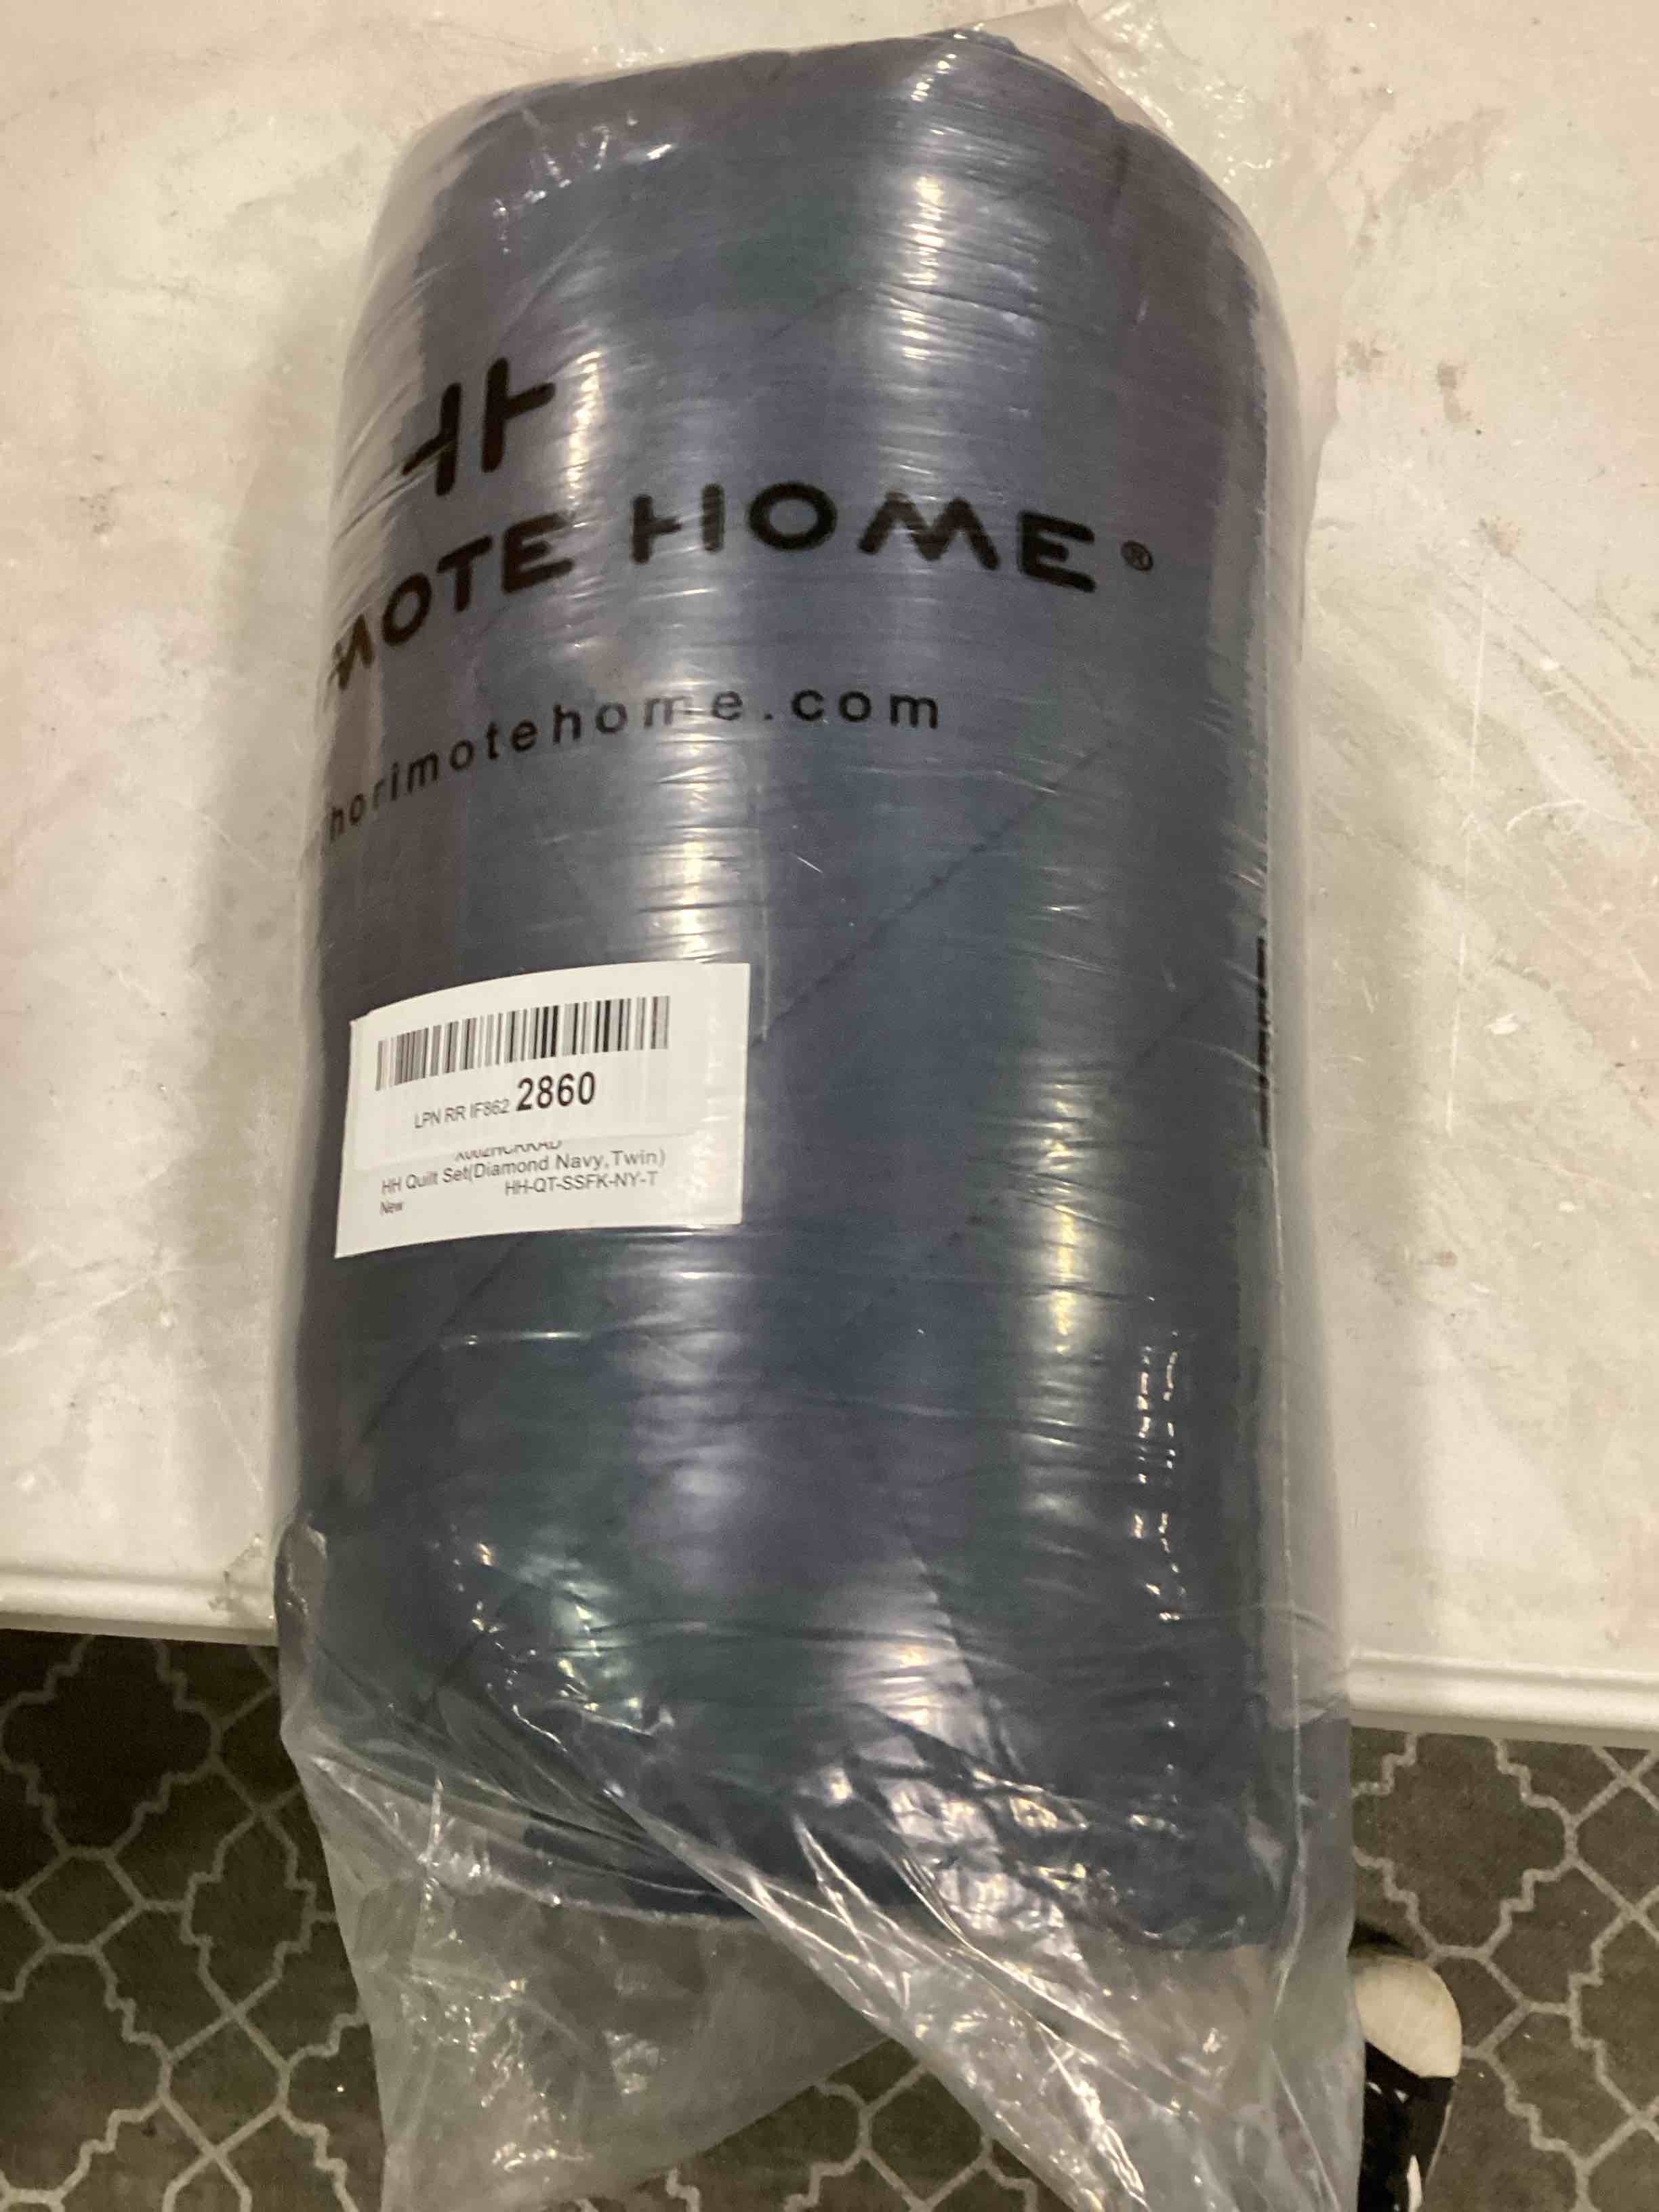 HH
MOTE HOME®
horimotehome.com
LPN RR IF862 2860
HH Quilt Set(Diamond Navy,Twin)
HH-QT-SSFK-NY-T
New